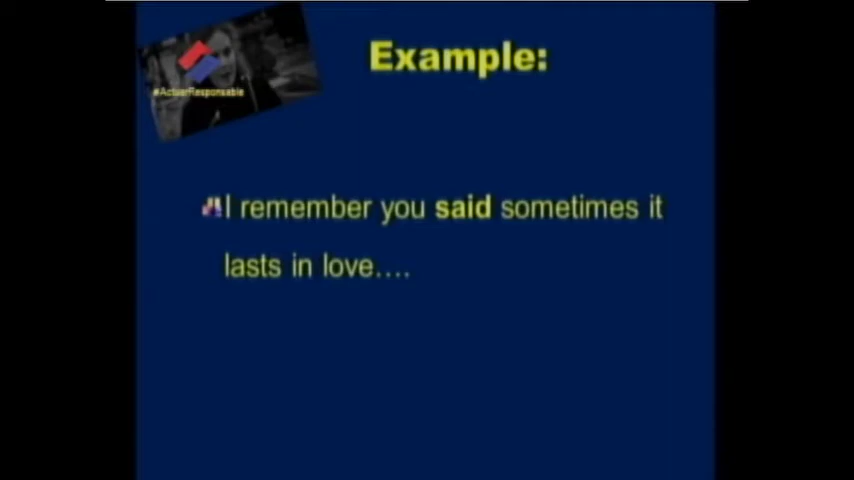 #ActuarResponsable
Example:
I remember you said sometimes it
lasts in love....